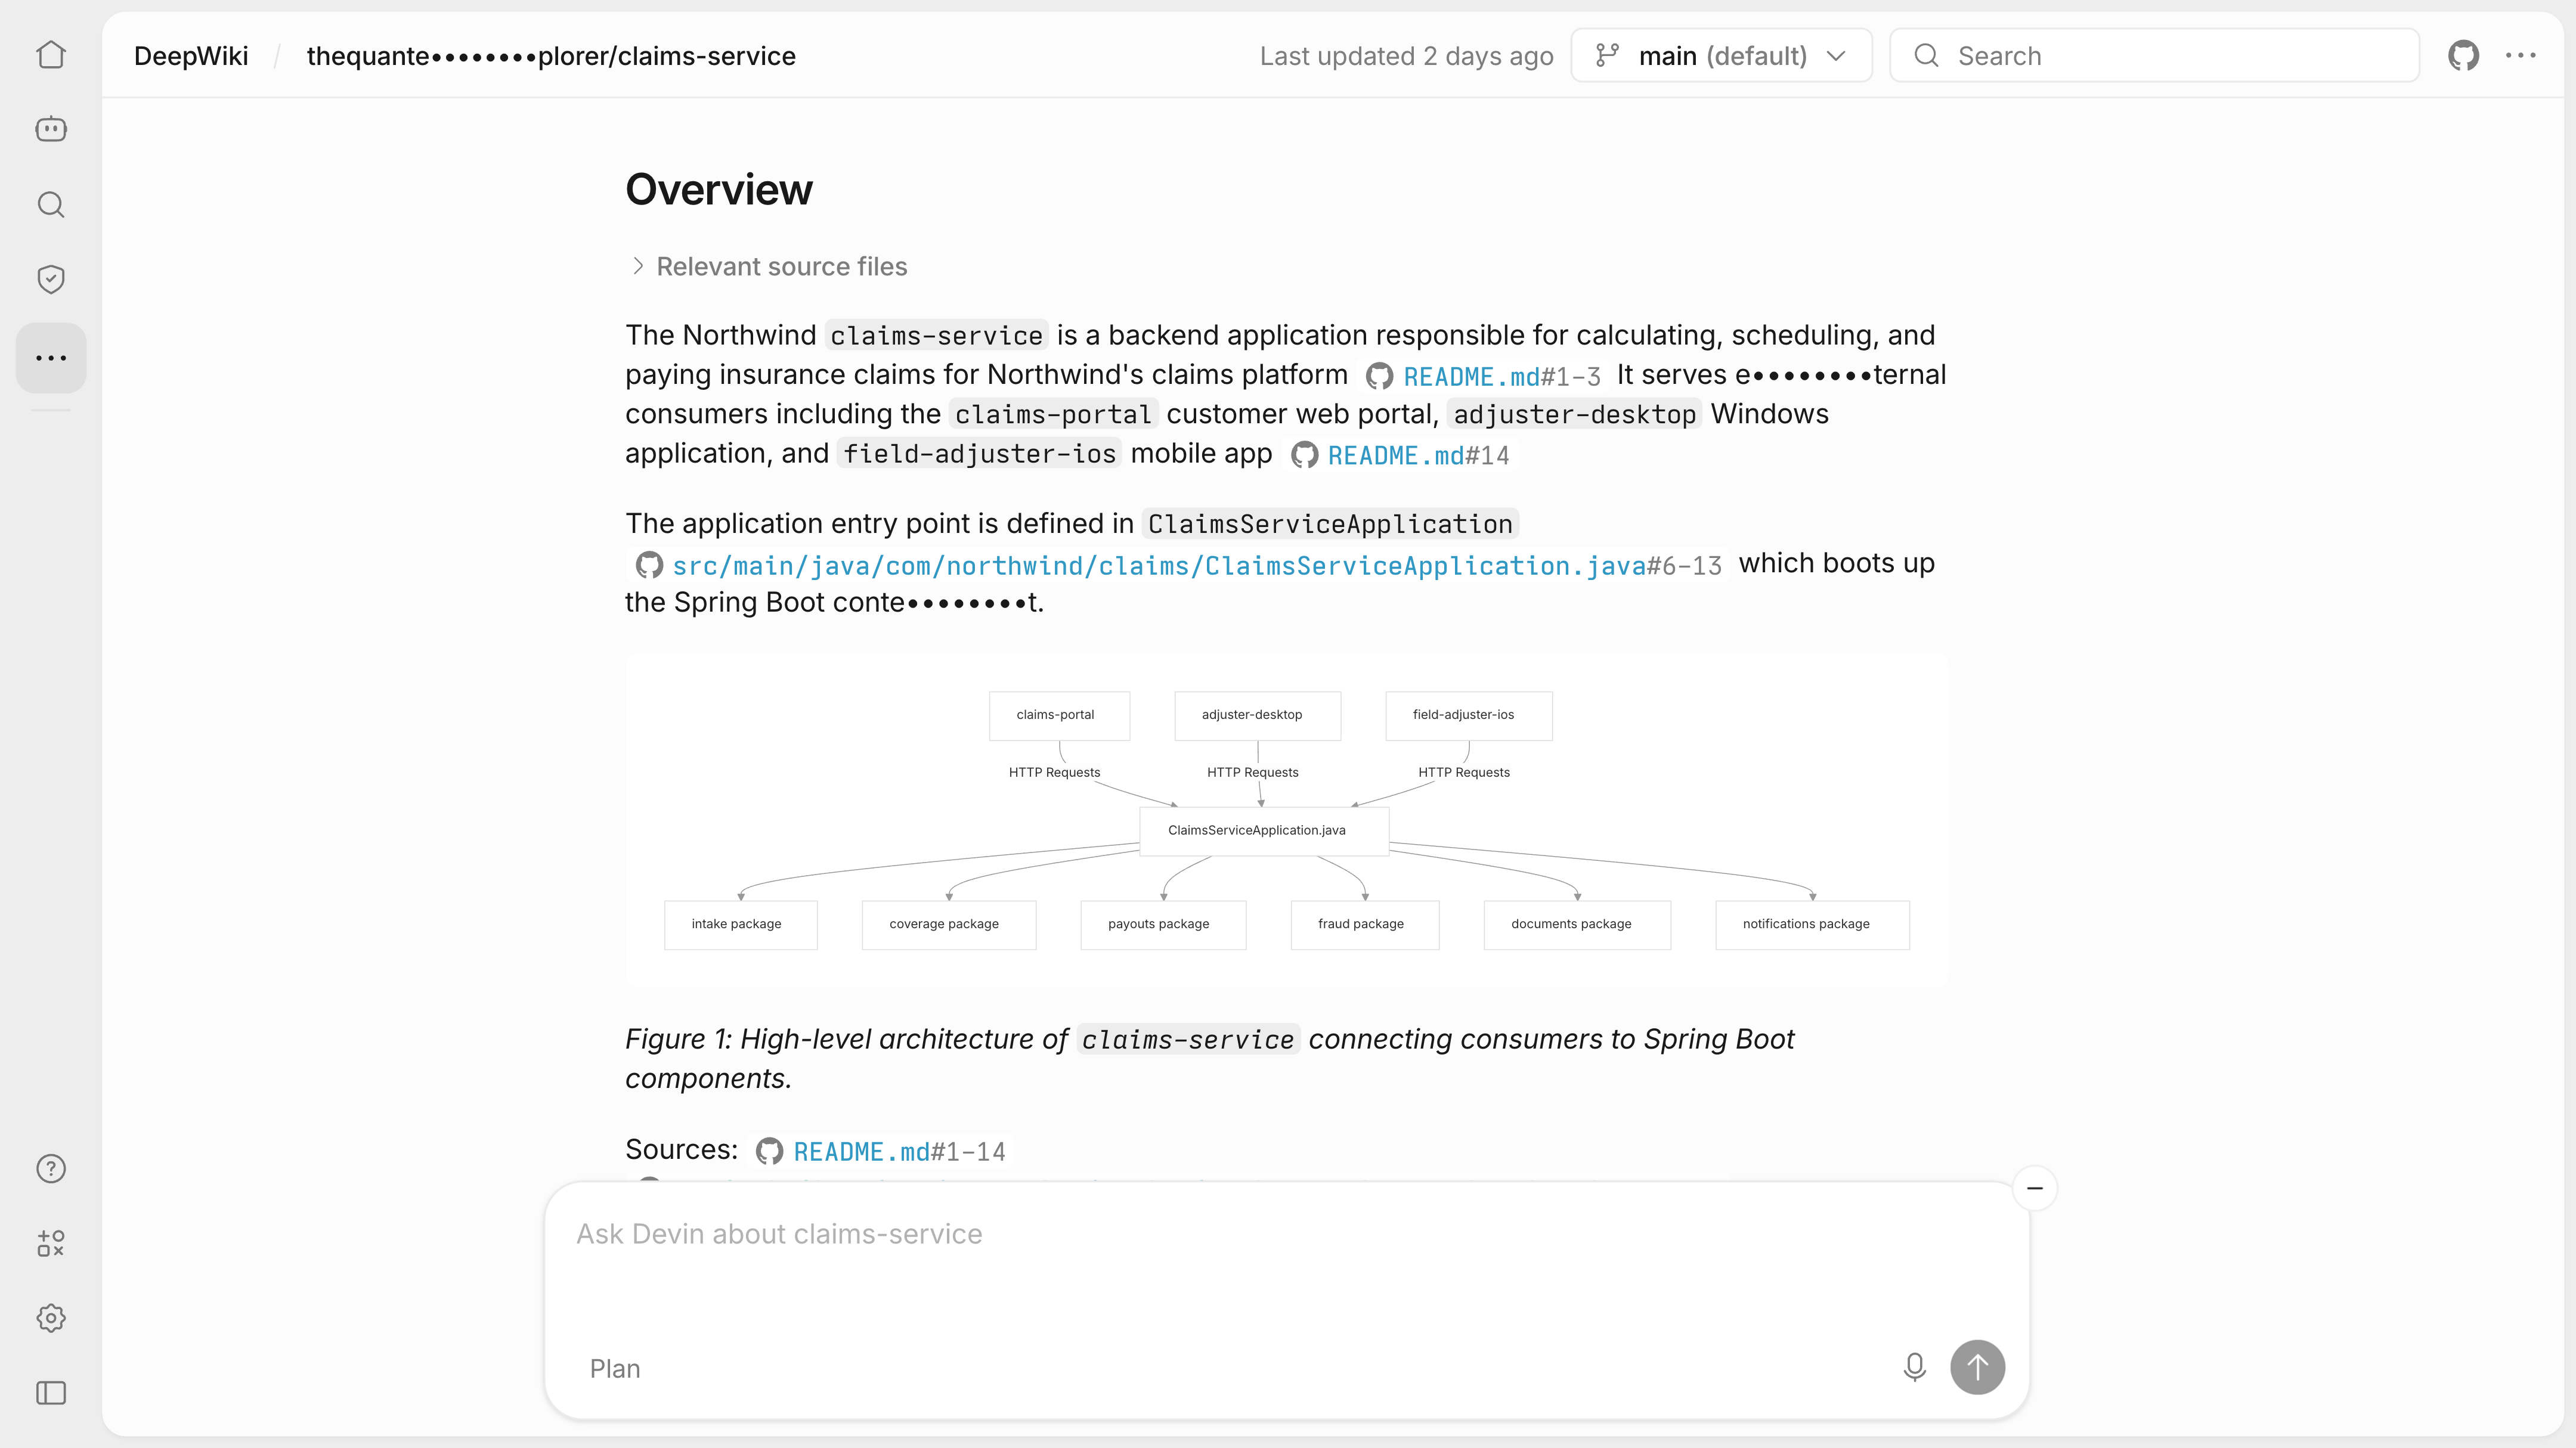 DeepWiki / thequante••••••••plorer/claims-service
Last updated 2 days ago
main (default)
Search
Overview
Relevant source files
The Northwind claims-service is a backend application responsible for calculating, scheduling, and
paying insurance claims for Northwind's claims platform README.md#1-3 It serves e••••••••ternal
consumers including the claims-portal customer web portal, adjuster-desktop Windows
application, and field-adjuster-ios mobile app README.md#14
The application entry point is defined in ClaimsServiceApplication
src/main/java/com/northwind/claims/ClaimsServiceApplication.java#6-13 which boots up
the Spring Boot conte••••••••t.
claims-portal
adjuster-desktop
field-adjuster-ios
HTTP Requests
HTTP Requests
HTTP Requests
ClaimsServiceApplication.java
intake package
coverage package
payouts package
fraud package
documents package
notifications package
Figure 1: High-level architecture of claims-service connecting consumers to Spring Boot
components.
Sources: README.md#1-14
Ask Devin about claims-service
Plan